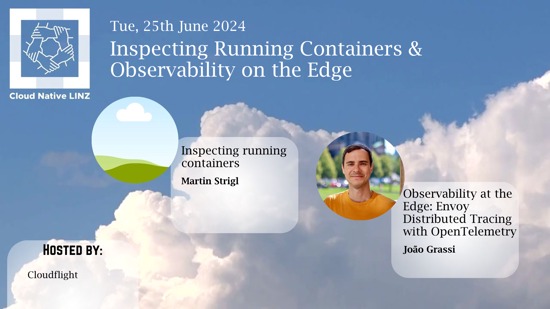 Tue, 25th June 2024
Inspecting Running Containers &
Observability on the Edge
Cloud Native LINZ
Inspecting running
containers
Martin Strigl
Observability at the
Edge: Envoy
Distributed Tracing
with OpenTelemetry
João Grassi
HOSTED BY:
Cloudflight